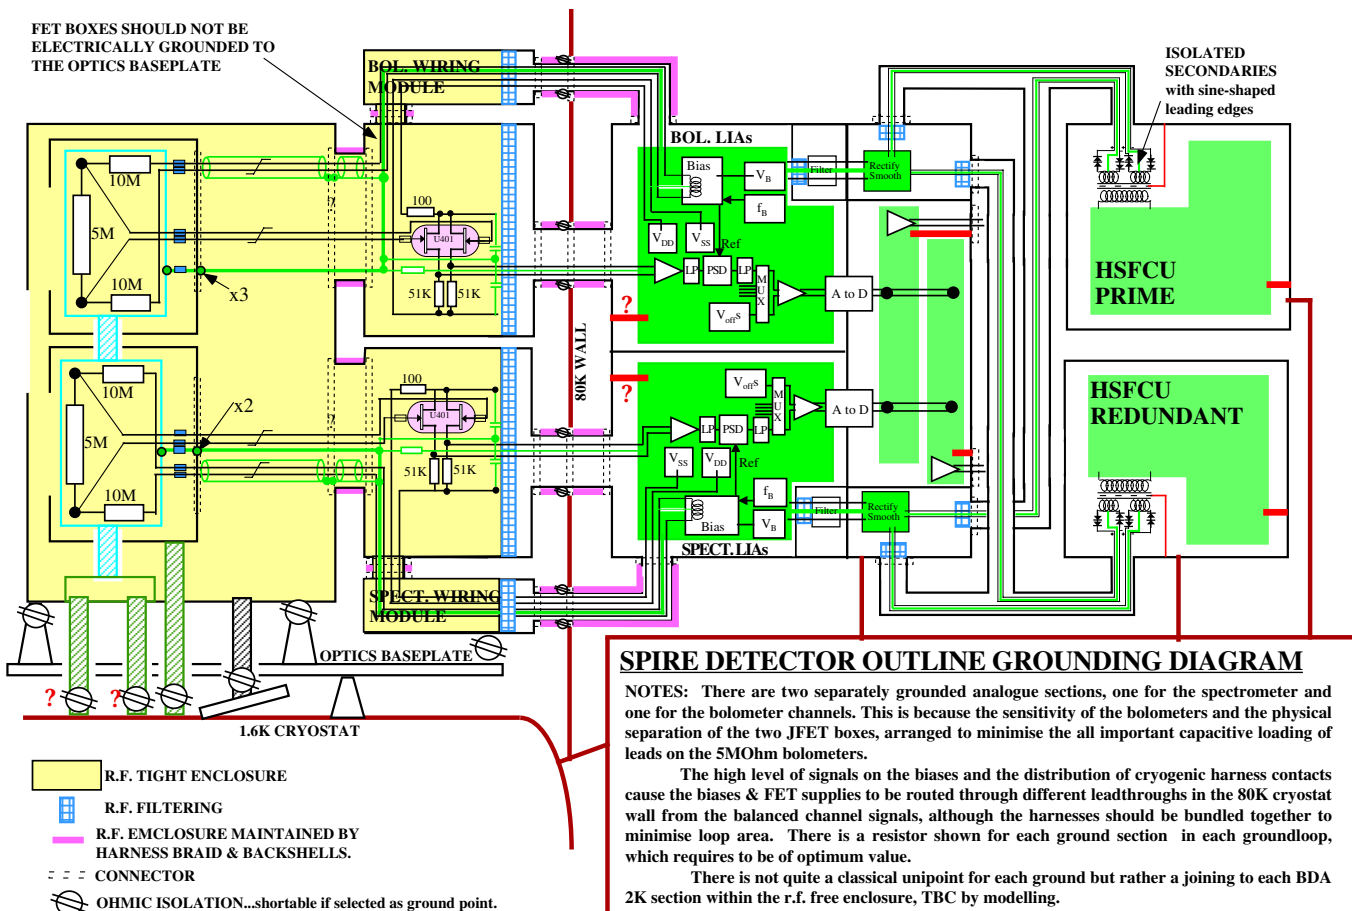 FET BOXES SHOULD NOT BE
ELECTRICALLY GROUNDED TO
THE OPTICS BASEPLATE
BOL. WIRING
MODULE
ISOLATED
SECONDARIES
with sine-shaped
leading edges
BOL. LIAs
10M
5M
10M
x3
100
U401
51K
51K
?
80K WALL
Bias
V_B
f_B
Filter
Rectify
Smooth
V_DD
V_SS
Ref
LP
PSD
LP
MUX
V_offs
A to D
HSFCU
PRIME
10M
5M
10M
x2
100
U401
51K
51K
?
V_offs
MUX
A to D
LP
PSD
LP
V_SS
V_DD
Ref
f_B
Bias
V_B
Filter
Rectify
Smooth
SPECT. LIAs
HSFCU
REDUNDANT
SPECT. WIRING
MODULE
OPTICS BASEPLATE
?
?
1.6K CRYOSTAT
R.F. TIGHT ENCLOSURE
R.F. FILTERING
R.F. EMCLOSURE MAINTAINED BY
HARNESS BRAID & BACKSHELLS.
CONNECTOR
OHMIC ISOLATION...shortable if selected as ground point.
SPIRE DETECTOR OUTLINE GROUNDING DIAGRAM
NOTES: There are two separately grounded analogue sections, one for the spectrometer and
one for the bolometer channels. This is because the sensitivity of the bolometers and the physical
separation of the two JFET boxes, arranged to minimise the all important capacitive loading of
leads on the 5MOhm bolometers.
The high level of signals on the biases and the distribution of cryogenic harness contacts
cause the biases & FET supplies to be routed through different leadthroughs in the 80K cryostat
wall from the balanced channel signals, although the harnesses should be bundled together to
minimise loop area. There is a resistor shown for each ground section in each groundloop,
which requires to be of optimum value.
There is not quite a classical unipoint for each ground but rather a joining to each BDA
2K section within the r.f. free enclosure, TBC by modelling.